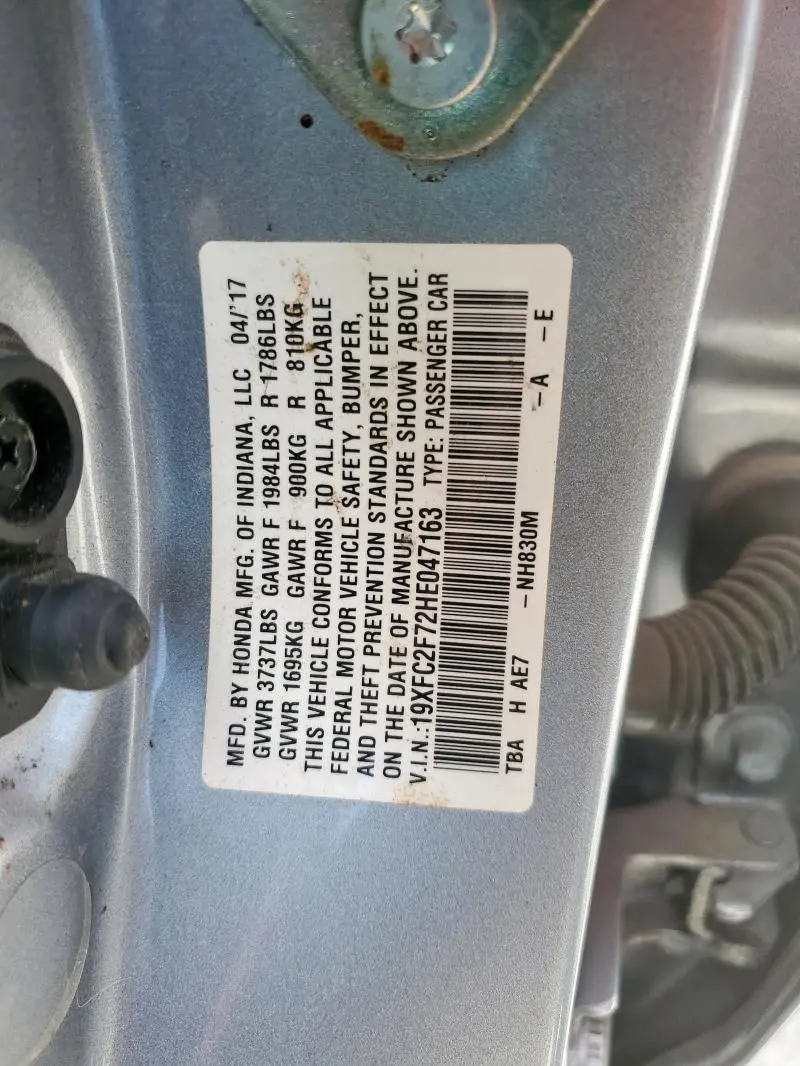 MFD. BY HONDA MFG. OF INDIANA, LLC 04/'17
GVWR 3737LBS GAWR F 1984LBS R 1786LBS
GVWR 1695KG GAWR F 900KG R 810KG
THIS VEHICLE CONFORMS TO ALL APPLICABLE
FEDERAL MOTOR VEHICLE SAFETY, BUMPER,
AND THEFT PREVENTION STANDARDS IN EFFECT
ON THE DATE OF MANUFACTURE SHOWN ABOVE.
V.I.N.:19XFC2F72HE047163 TYPE: PASSENGER CAR
TBA H AE7 -NH830M -A -E